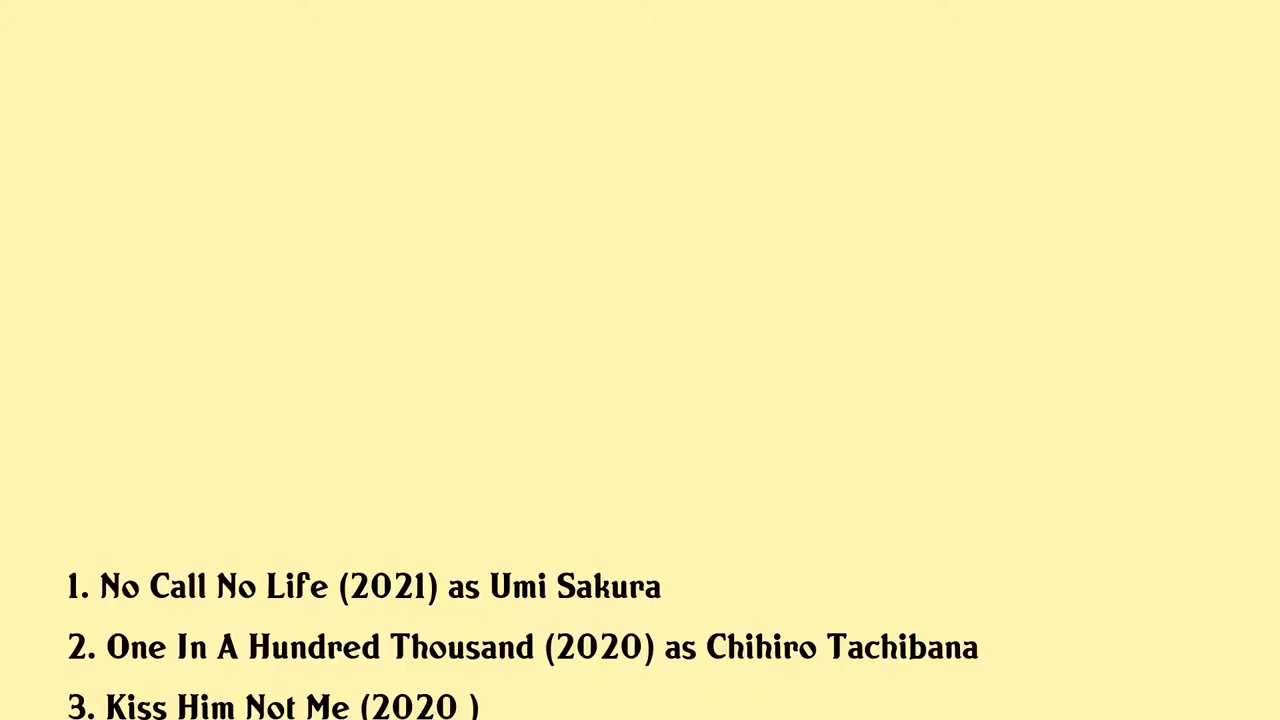 1. No Call No Life (2021) as Umi Sakura
2. One In A Hundred Thousand (2020) as Chihiro Tachibana
3. Kiss Him Not Me (2020 )